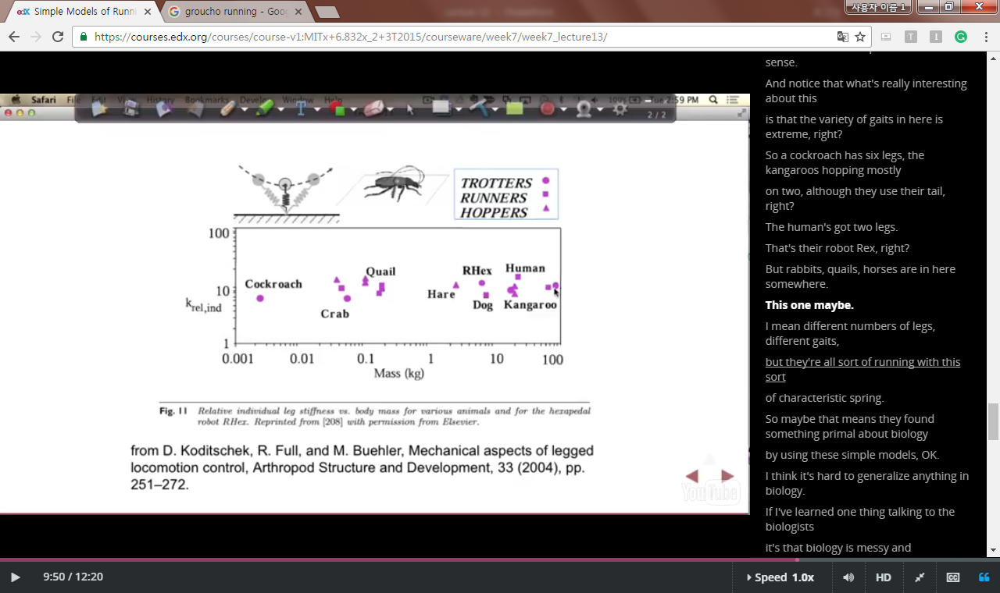 edX Simple Models of Runni
groucho running - Goog
사용자 이름 1
https://courses.edx.org/courses/course-v1:MITx+6.832x_2+3T2015/courseware/week7/week7_lecture13/
Safari
Bookmarks
Window
Help
Tue 2:59 PM
2 / 2
TROTTERS
RUNNERS
HOPPERS
100
10
1
krel,ind
Cockroach
Crab
Quail
Hare
RHex
Dog
Human
Kangaroo
0.001 0.01 0.1 1 10 100
Mass (kg)
Fig. 11 Relative individual leg stiffness vs. body mass for various animals and for the hexapedal
robot RHex. Reprinted from [208] with permission from Elsevier.
from D. Koditschek, R. Full, and M. Buehler, Mechanical aspects of legged
locomotion control, Arthropod Structure and Development, 33 (2004), pp.
251–272.
YouTube
sense.
And notice that what's really interesting
about this
is that the variety of gaits in here is
extreme, right?
So a cockroach has six legs, the
kangaroos hopping mostly
on two, although they use their tail,
right?
The human's got two legs.
That's their robot Rex, right?
But rabbits, quails, horses are in here
somewhere.
This one maybe.
I mean different numbers of legs,
different gaits,
but they're all sort of running with this
sort
of characteristic spring.
So maybe that means they found
something primal about biology
by using these simple models, OK.
I think it's hard to generalize anything in
biology.
If I've learned one thing talking to the
biologists
it's that biology is messy and
9:50 / 12:20
Speed 1.0x
HD
CC